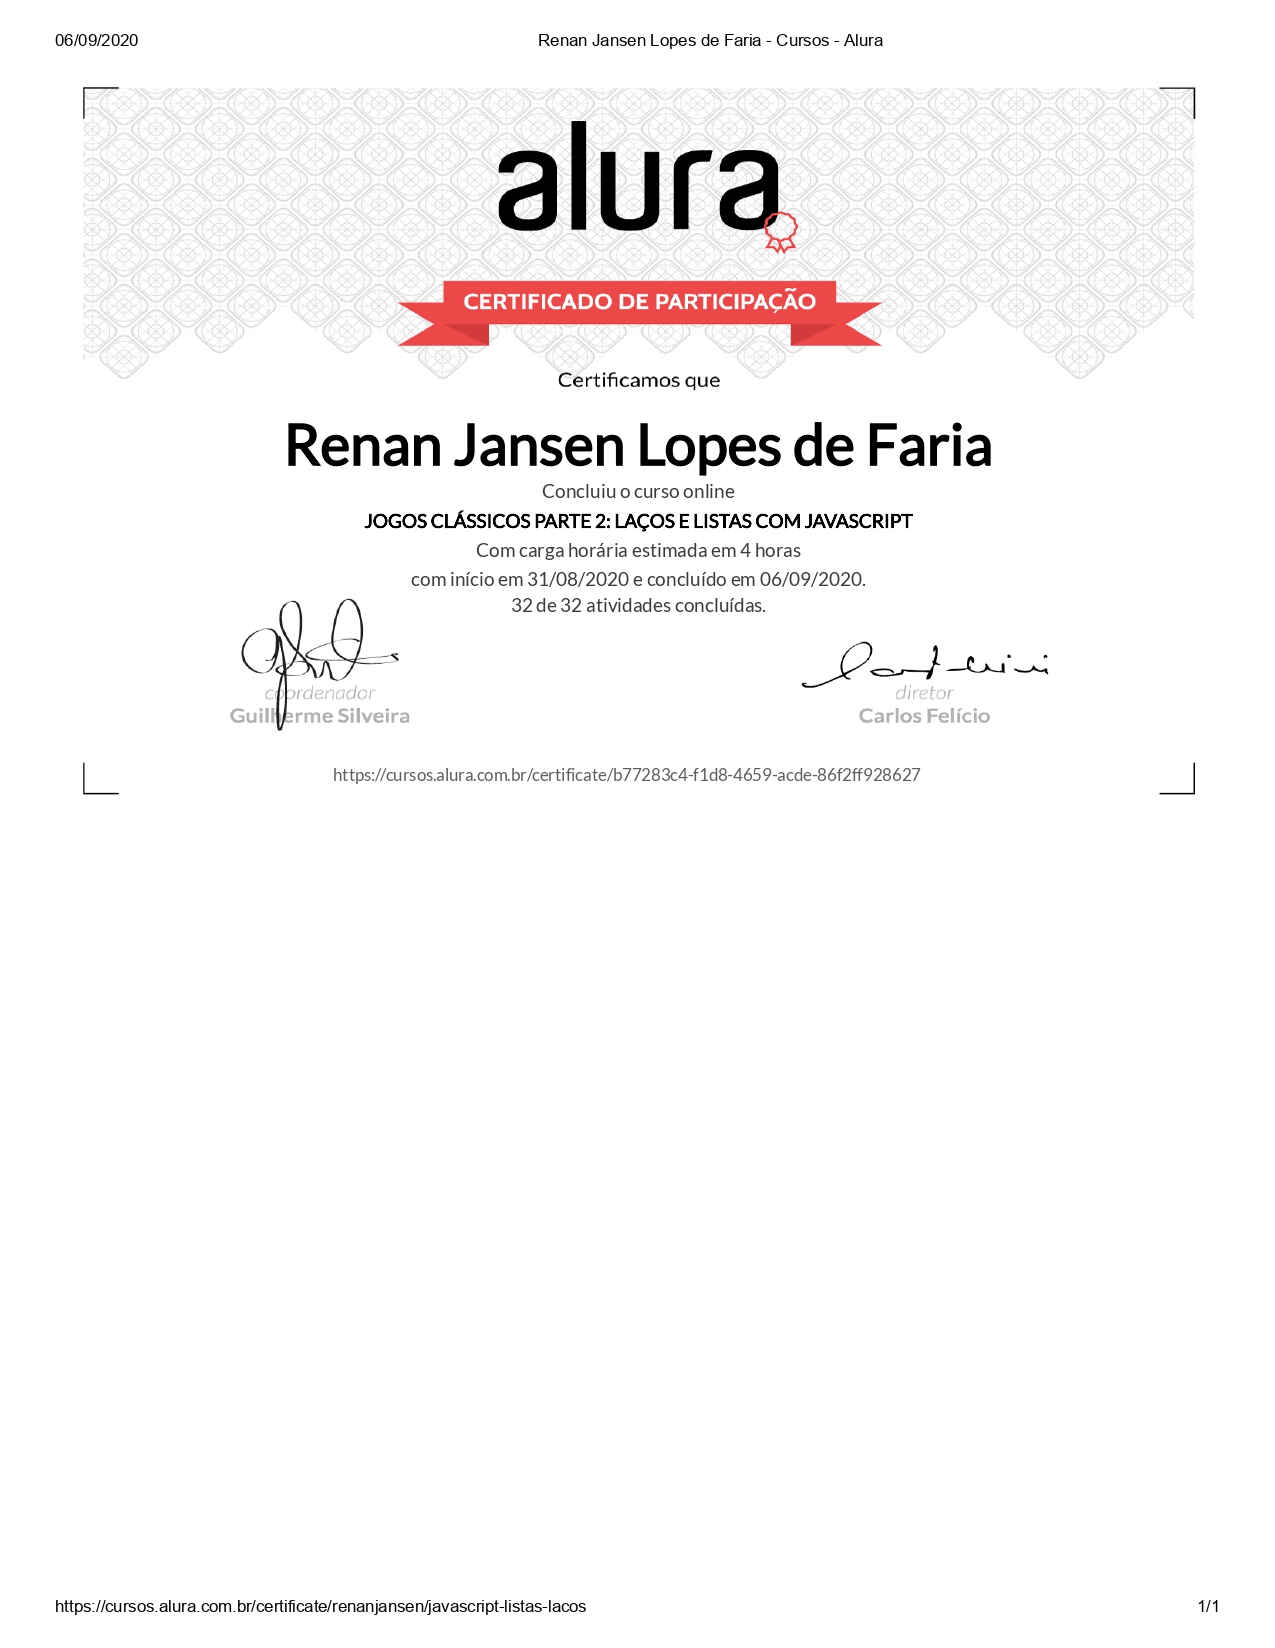 06/09/2020 Renan Jansen Lopes de Faria - Cursos - Alura
alura
CERTIFICADO DE PARTICIPAÇÃO
Certificamos que
Renan Jansen Lopes de Faria
Concluiu o curso online
JOGOS CLÁSSICOS PARTE 2: LAÇOS E LISTAS COM JAVASCRIPT
Com carga horária estimada em 4 horas
com início em 31/08/2020 e concluído em 06/09/2020.
32 de 32 atividades concluídas.
coordenador diretor
Guilherme Silveira Carlos Felício
https://cursos.alura.com.br/certificate/b77283c4-f1d8-4659-acde-86f2ff928627
https://cursos.alura.com.br/certificate/renanjansen/javascript-listas-lacos 1/1